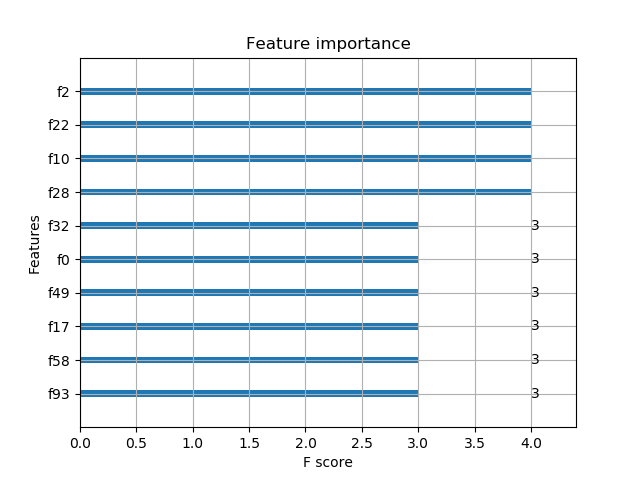 Feature importance
Features
f2
f22
f10
f28
f32 3
f0 3
f49 3
f17 3
f58 3
f93 3
0.0 0.5 1.0 1.5 2.0 2.5 3.0 3.5 4.0
F score